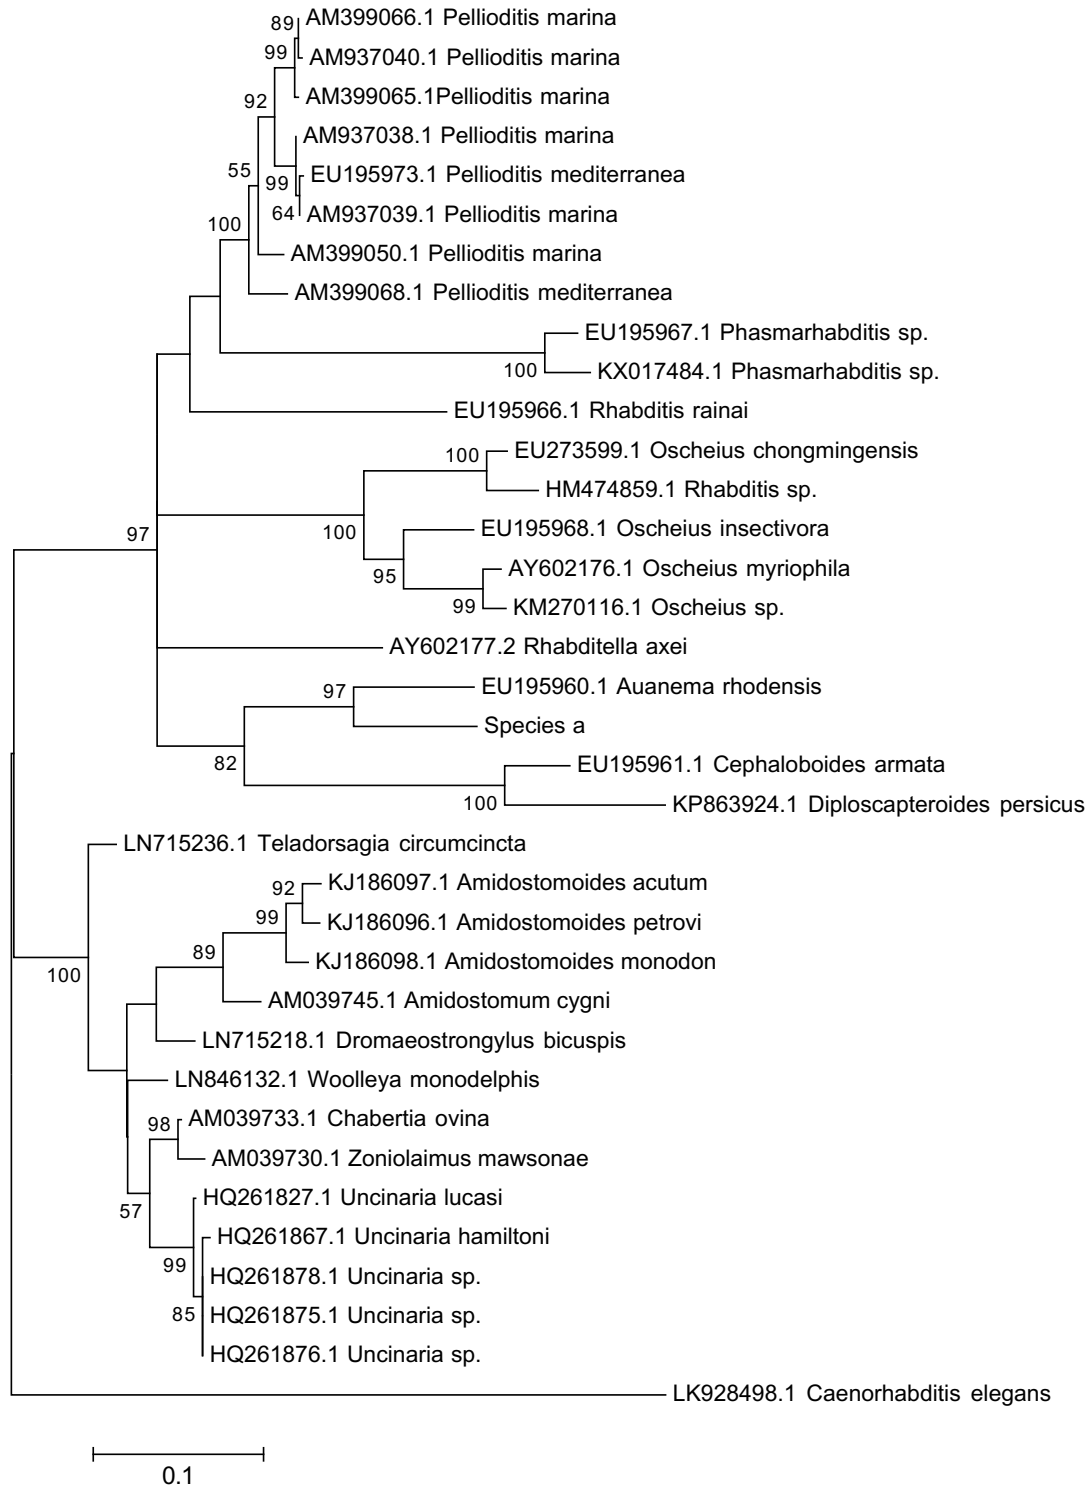 89
AM399066.1 Pellioditis marina
99
AM937040.1 Pellioditis marina
AM399065.1Pellioditis marina
92
AM937038.1 Pellioditis marina
55
99
EU195973.1 Pellioditis mediterranea
64
AM937039.1 Pellioditis marina
100
AM399050.1 Pellioditis marina
AM399068.1 Pellioditis mediterranea
EU195967.1 Phasmarhabditis sp.
100
KX017484.1 Phasmarhabditis sp.
EU195966.1 Rhabditis rainai
100
EU273599.1 Oscheius chongmingensis
HM474859.1 Rhabditis sp.
97
100
EU195968.1 Oscheius insectivora
95
AY602176.1 Oscheius myriophila
99
KM270116.1 Oscheius sp.
AY602177.2 Rhabditella axei
97
EU195960.1 Auanema rhodensis
Species a
82
EU195961.1 Cephaloboides armata
100
KP863924.1 Diploscapteroides persicus
LN715236.1 Teladorsagia circumcincta
92
KJ186097.1 Amidostomoides acutum
99
KJ186096.1 Amidostomoides petrovi
89
KJ186098.1 Amidostomoides monodon
100
AM039745.1 Amidostomum cygni
LN715218.1 Dromaeostrongylus bicuspis
LN846132.1 Woolleya monodelphis
98
AM039733.1 Chabertia ovina
AM039730.1 Zoniolaimus mawsonae
57
HQ261827.1 Uncinaria lucasi
HQ261867.1 Uncinaria hamiltoni
99
HQ261878.1 Uncinaria sp.
85
HQ261875.1 Uncinaria sp.
HQ261876.1 Uncinaria sp.
LK928498.1 Caenorhabditis elegans
0.1